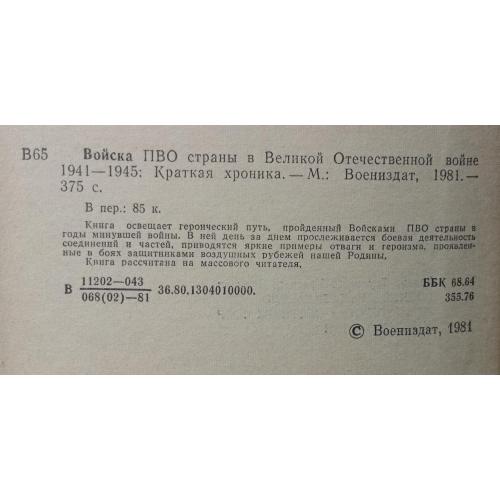 В65 Войска ПВО страны в Великой Отечественной войне
1941—1945: Краткая хроника. — М.: Воениздат, 1981.—
375 с.
В пер.: 85 к.
Книга освещает героический путь, пройденный Войсками ПВО страны в
годы минувшей войны. В ней день за днем прослеживается боевая деятельность
соединений и частей, приводятся яркие примеры отваги и героизма, проявлен-
ные в боях защитниками воздушных рубежей нашей Родины.
Книга рассчитана на массового читателя.
11202—043
В 36.80.1304010000.
068(02)—81
ББК 68.64
355.76
© Воениздат, 1981